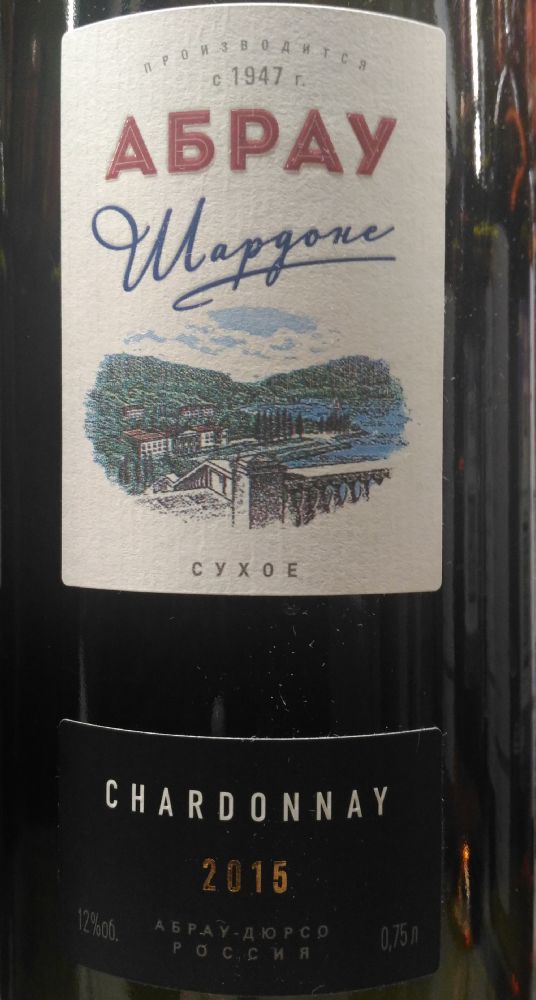 ПРОИЗВОДИТСЯ
с 1947 г.
АБРАУ
Шардоне
СУХОЕ
CHARDONNAY
2015
12%об. АБРАУ-ДЮРСО 0,75 л
РОССИЯ